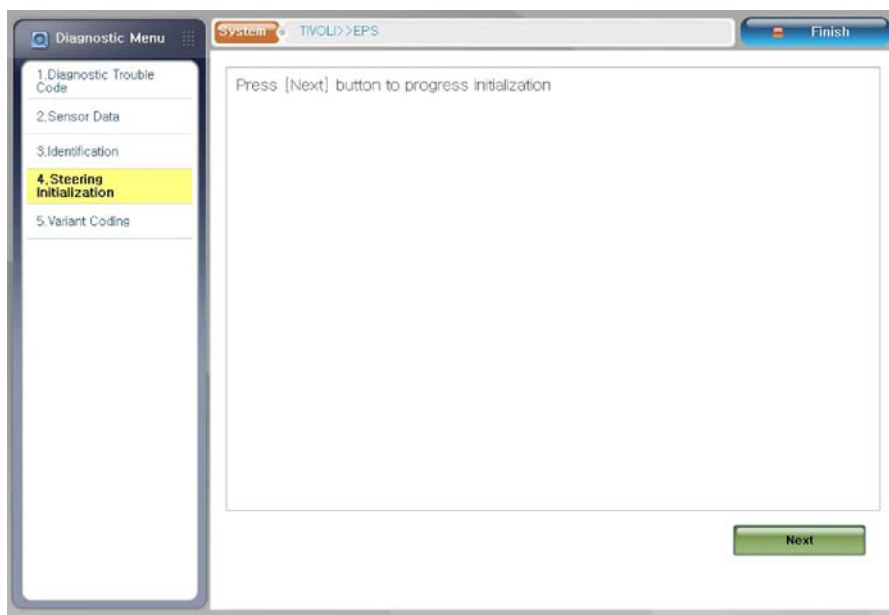 Diagnostic Menu
System
TIVOLI>>EPS
Finish
1.Diagnostic Trouble
Code
2.Sensor Data
3.Identification
4.Steering
Initialization
5.Variant Coding
Press [Next] button to progress initialization
Next